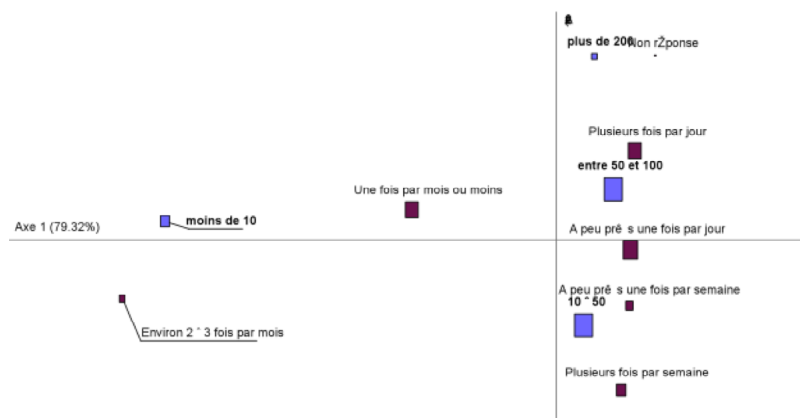 plus de 200
Non rŽponse
Plusieurs fois par jour
entre 50 et 100
Une fois par mois ou moins
moins de 10
Axe 1 (79.32%)
A peu prê s une fois par jour
A peu prê s une fois par semaine
10 ˆ 50
Environ 2 ˆ 3 fois par mois
Plusieurs fois par semaine